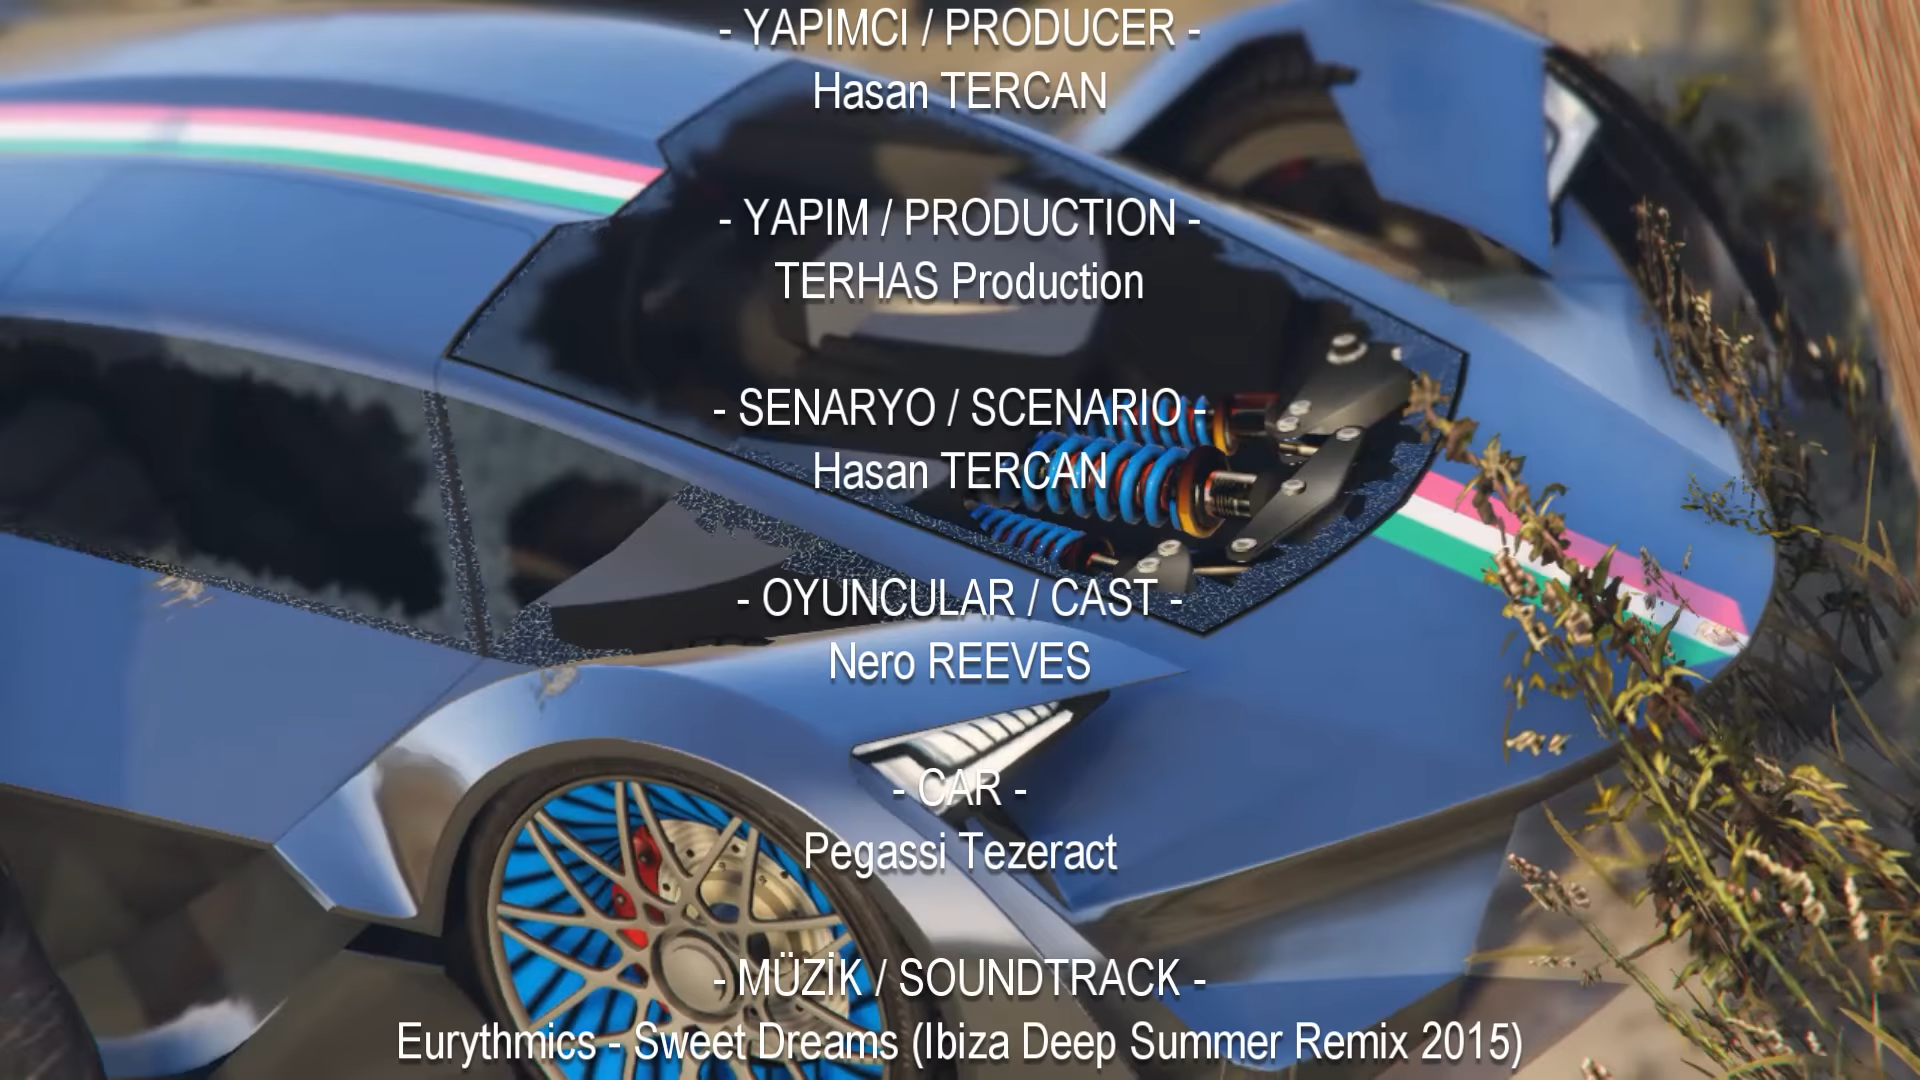 - YAPIMCI / PRODUCER -
Hasan TERCAN
- YAPIM / PRODUCTION -
TERHAS Production
- SENARYO / SCENARIO -
Hasan TERCAN
- OYUNCULAR / CAST -
Nero REEVES
- CAR -
Pegassi Tezeract
- MÜZİK / SOUNDTRACK -
Eurythmics - Sweet Dreams (Ibiza Deep Summer Remix 2015)